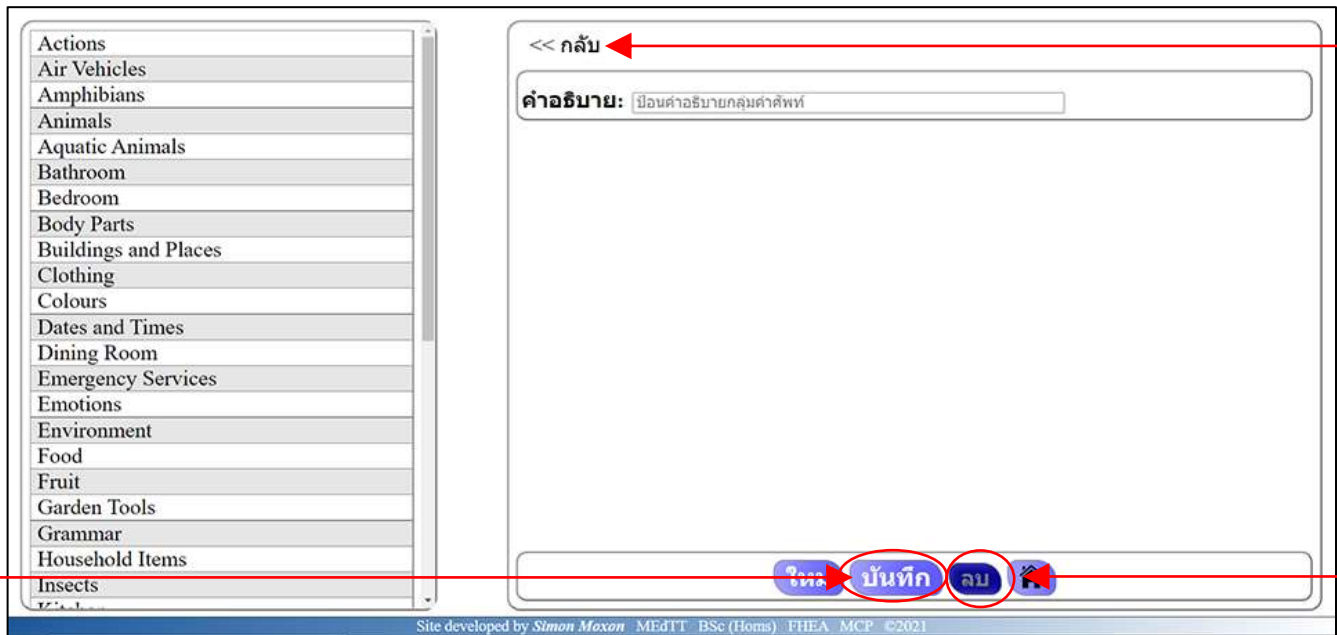 Actions
Air Vehicles
Amphibians
Animals
Aquatic Animals
Bathroom
Bedroom
Body Parts
Buildings and Places
Clothing
Colours
Dates and Times
Dining Room
Emergency Services
Emotions
Environment
Food
Fruit
Garden Tools
Grammar
Household Items
Insects
<< กลับ
คำอธิบาย: ป้อนคำอธิบายกลุ่มคำศัพท์
บันทึก ลบ
Site developed by Simon Moxon MEdTT BSc (Homs) FHEA MCP ©2021